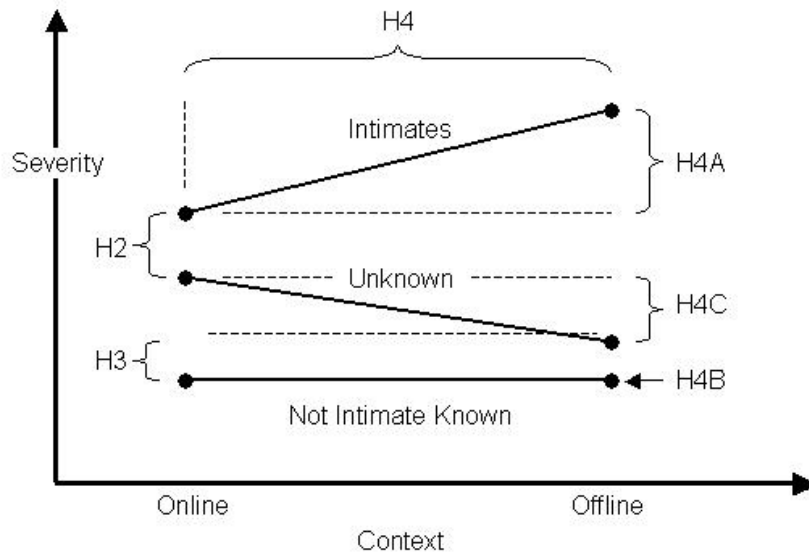 H4
Intimates
Severity
H4A
H2
Unknown
H4C
H3
H4B
Not Intimate Known
Online
Offline
Context